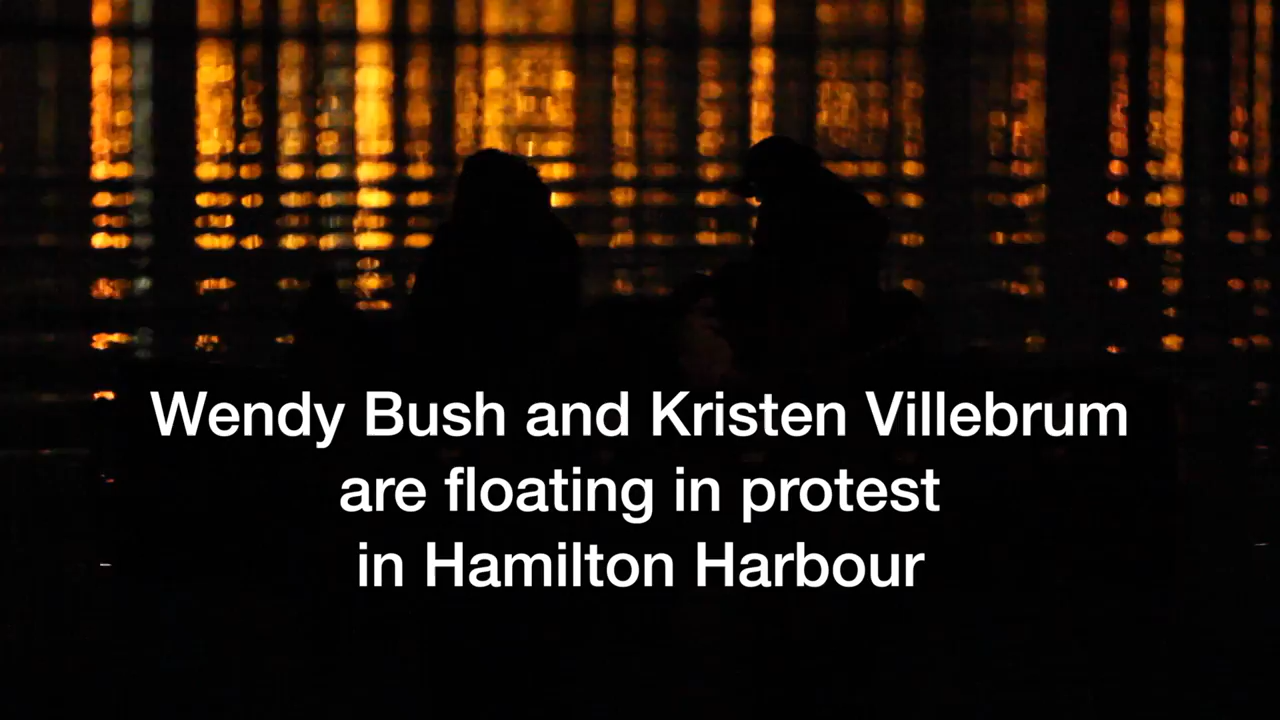 Wendy Bush and Kristen Villebrum
are floating in protest
in Hamilton Harbour